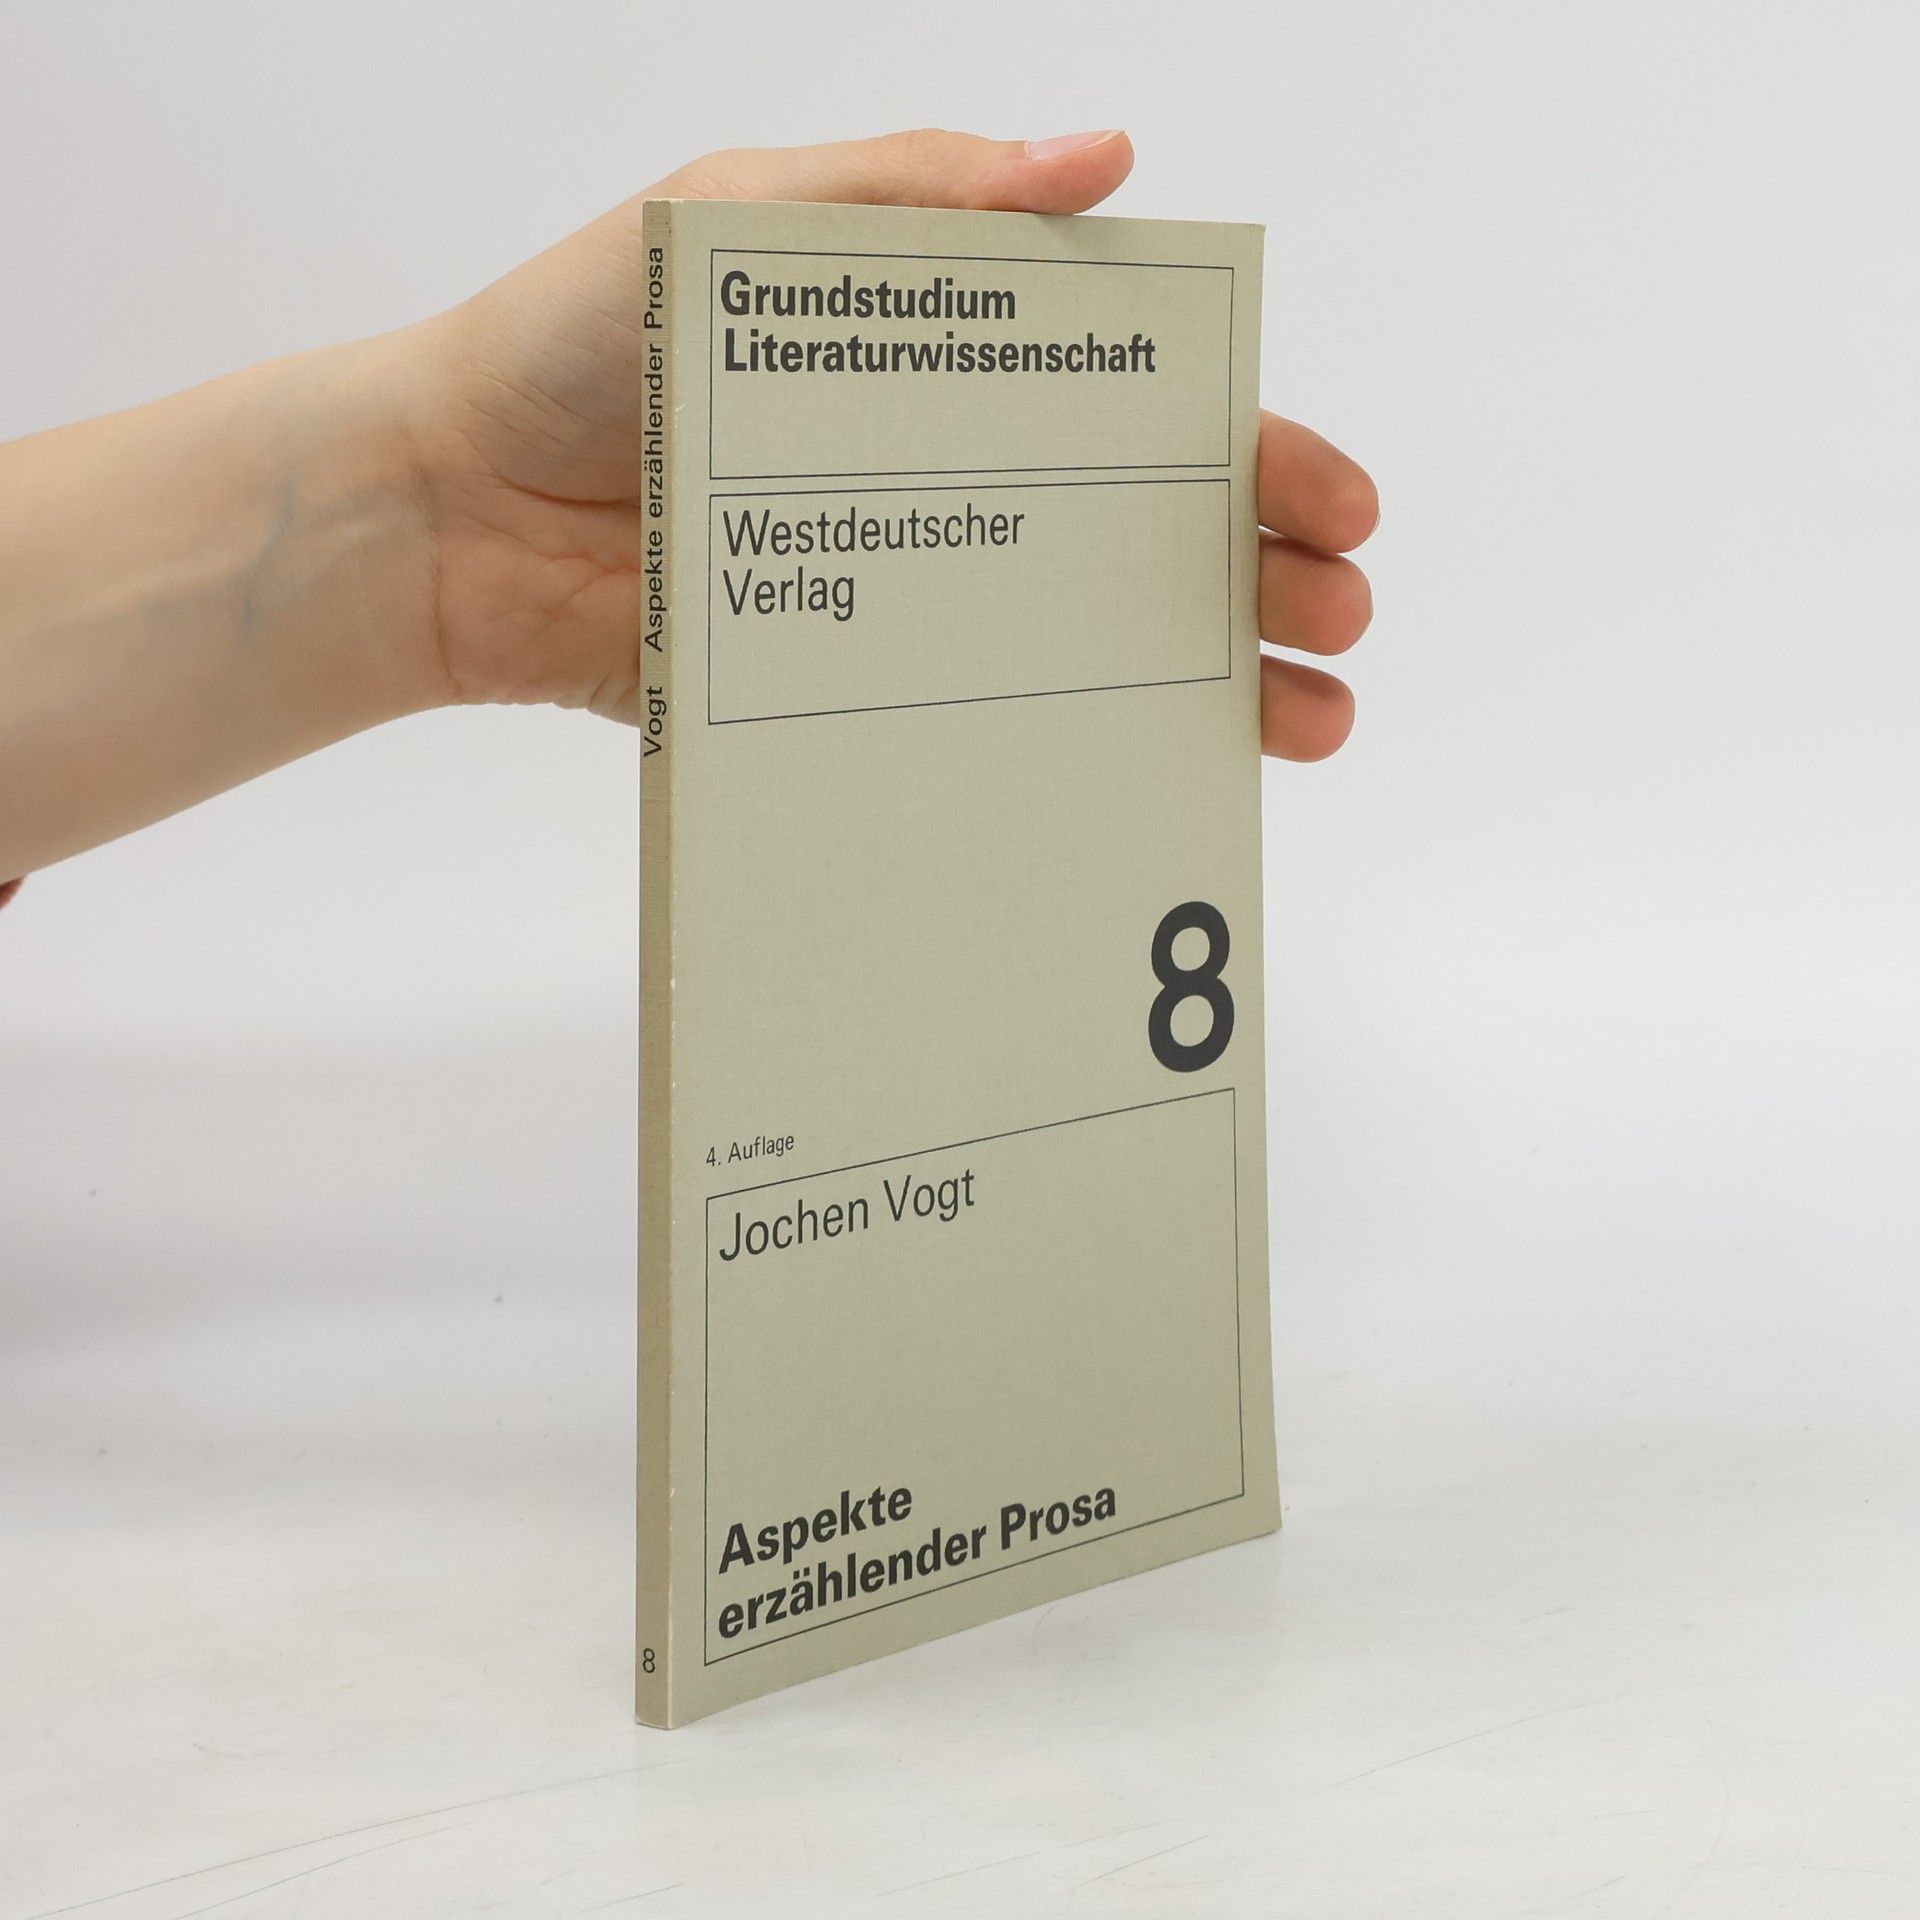 Grundstudium
Literaturwissenschaft
Westdeutscher
Verlag
8
4. Auflage
Jochen Vogt
Aspekte
erzählender Prosa
Vogt Aspekte erzählender Prosa
8